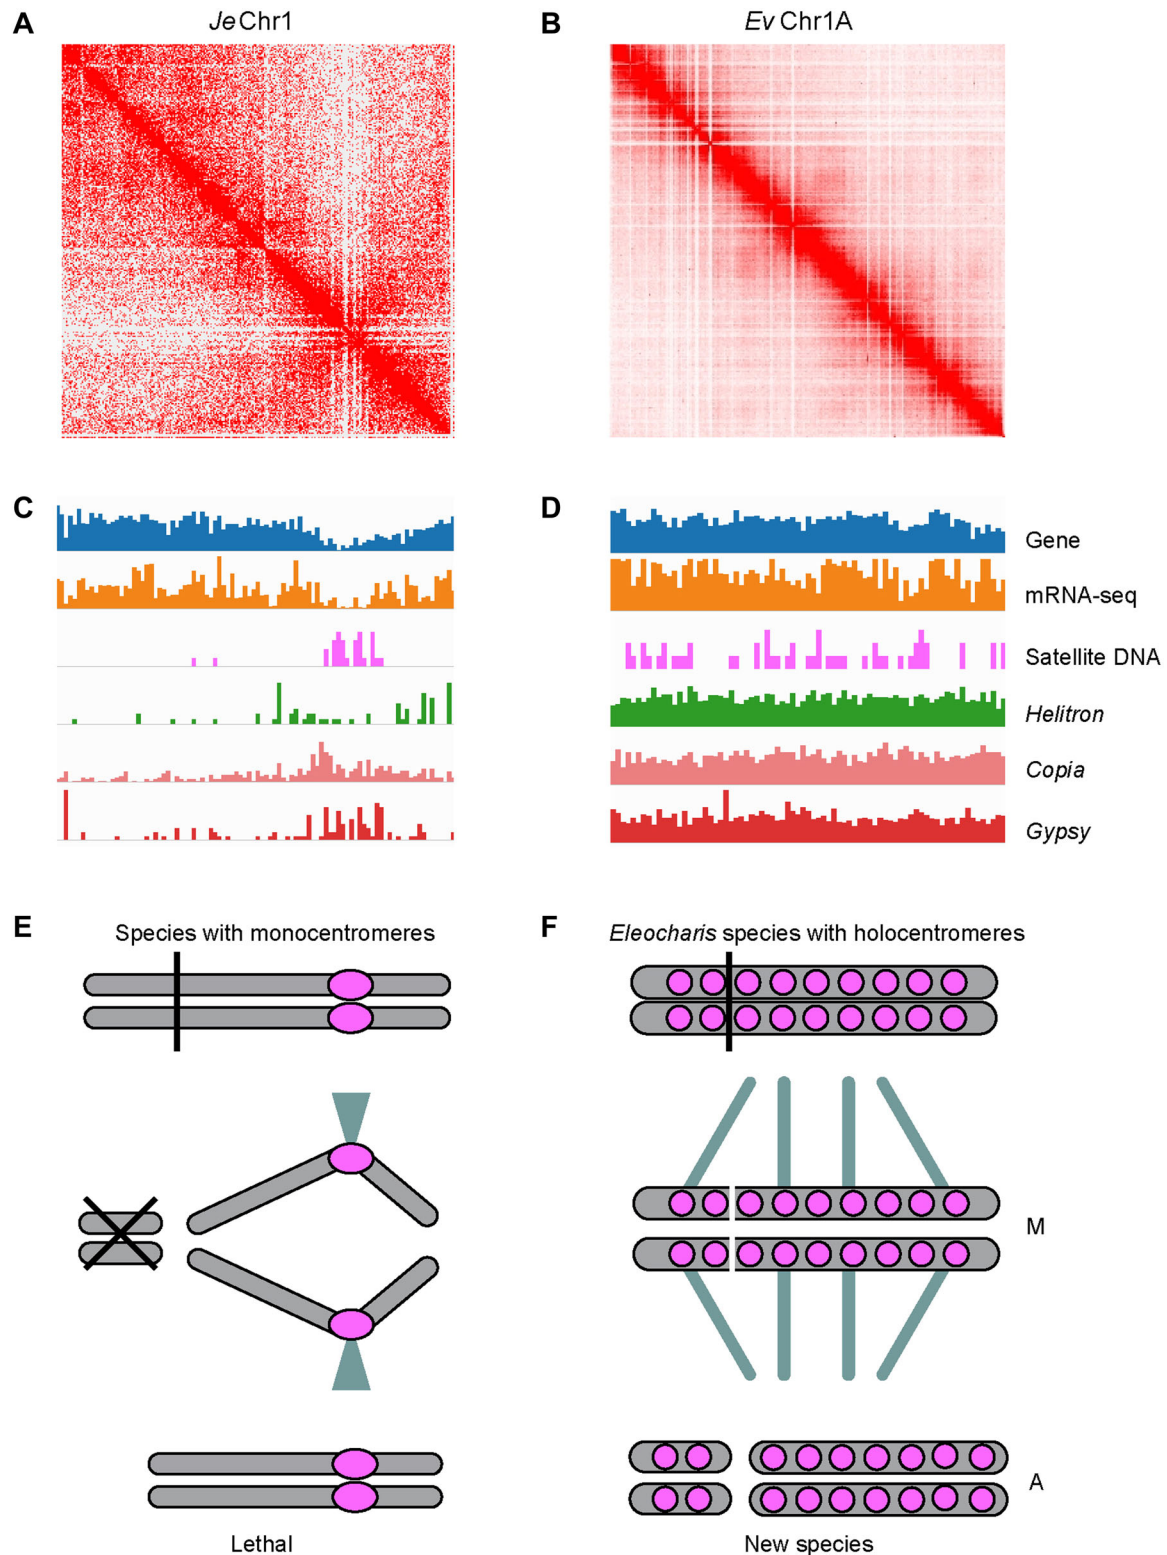 A
Je Chr1
B
Ev Chr1A
C
D
Gene
mRNA-seq
Satellite DNA
Helitron
Copia
Gypsy
E
Species with monocentromeres
F
Eleocharis species with holocentromeres
M
A
Lethal
New species